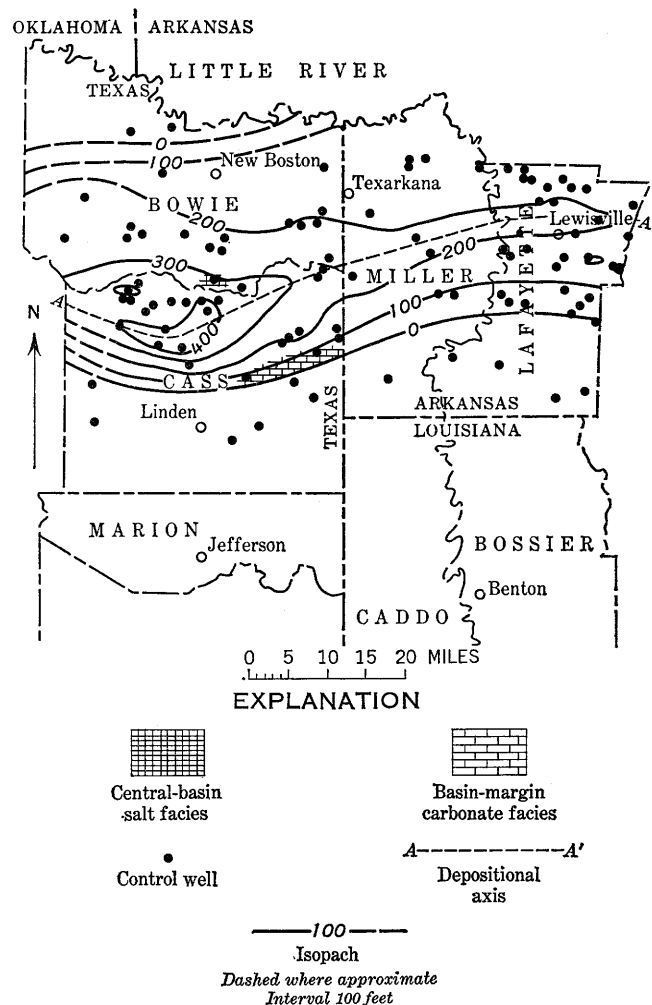 OKLAHOMA ARKANSAS
LITTLE RIVER
TEXAS
0
100
New Boston
Texarkana
BOWIE
200
Lewisville
A
200
300
MILLER
LAFAYETTE
A
N
100
400
0
CASS
Linden
TEXAS
ARKANSAS
LOUISIANA
MARION
Jefferson
BOSSIER
Benton
CADDO
0 5 10 15 20 MILES
EXPLANATION
Central-basin
salt facies
Basin-margin
carbonate facies
Control well
A A'
Depositional
axis
100
Isopach
Dashed where approximate
Interval 100 feet